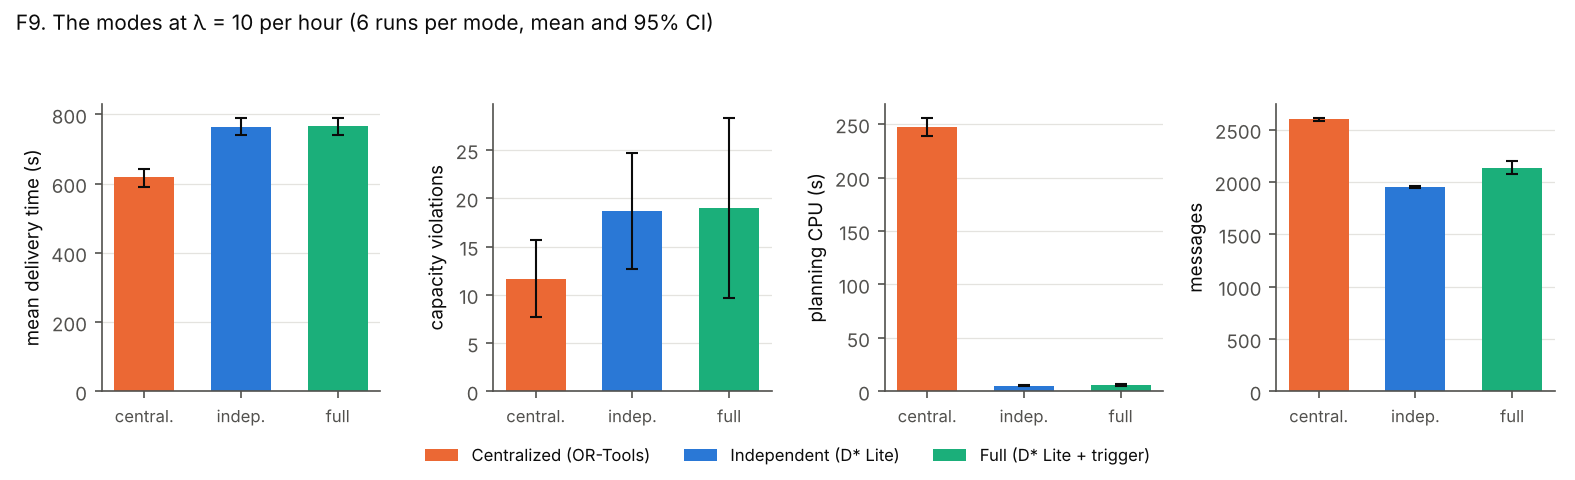 F9. The modes at λ = 10 per hour (6 runs per mode, mean and 95% CI)
mean delivery time (s)
800
600
400
200
0
central. indep. full
capacity violations
25
20
15
10
5
0
central. indep. full
planning CPU (s)
250
200
150
100
50
0
central. indep. full
messages
2500
2000
1500
1000
500
0
central. indep. full
Centralized (OR-Tools) Independent (D* Lite) Full (D* Lite + trigger)